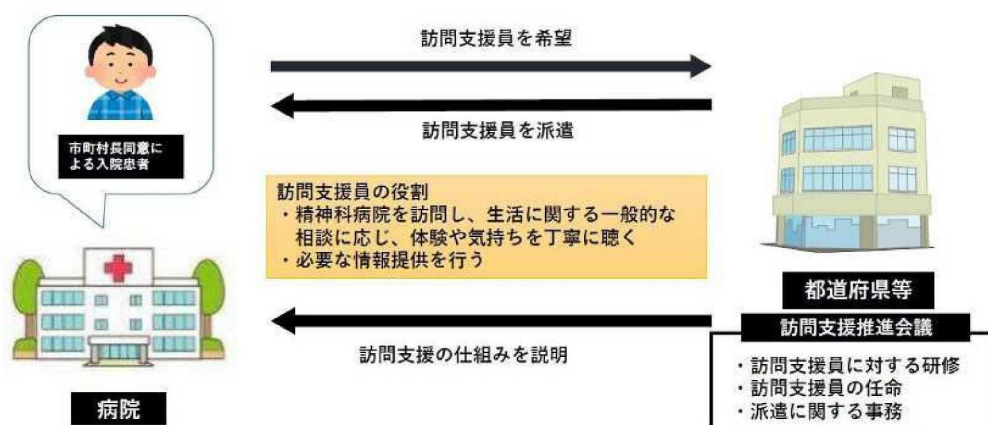 訪問支援員を希望
訪問支援員を派遣
市町村長同意に
よる入院患者
訪問支援員の役割
・精神科病院を訪問し、生活に関する一般的な
相談に応じ、体験や気持ちを丁寧に聴く
・必要な情報提供を行う
都道府県等
訪問支援推進会議
訪問支援の仕組みを説明
・訪問支援員に対する研修
・訪問支援員の任命
・派遣に関する事務
病院